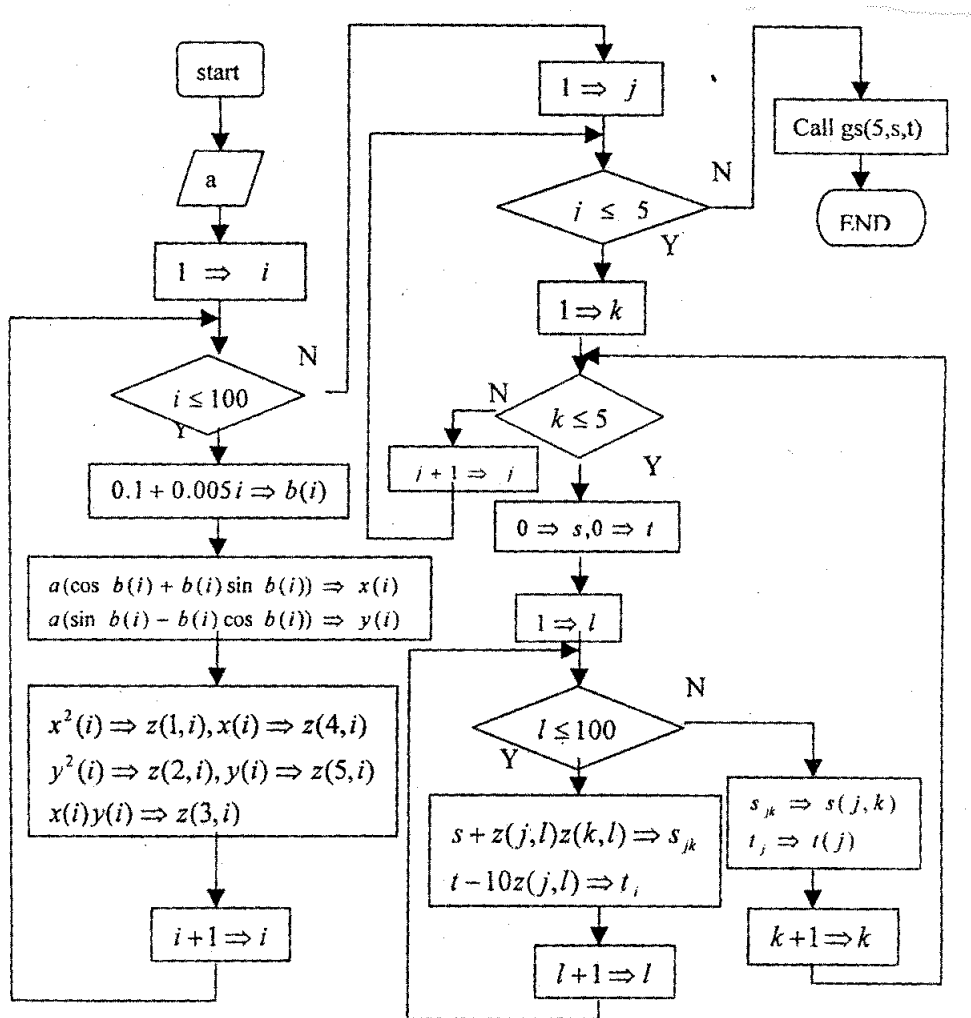 start
a
1 ⇒ i
i ≤ 100
N
Y
0.1 + 0.005i ⇒ b(i)
a(cos b(i) + b(i) sin b(i)) ⇒ x(i)
a(sin b(i) − b(i) cos b(i)) ⇒ y(i)
x²(i) ⇒ z(1,i), x(i) ⇒ z(4,i)
y²(i) ⇒ z(2,i), y(i) ⇒ z(5,i)
x(i)y(i) ⇒ z(3,i)
i+1 ⇒ i
1 ⇒ j
j ≤ 5
N
Y
Call gs(5,s,t)
END
1 ⇒ k
k ≤ 5
N
Y
j + 1 ⇒ j
0 ⇒ s, 0 ⇒ t
1 ⇒ l
l ≤ 100
N
Y
s + z(j,l)z(k,l) ⇒ s_jk
t − 10z(j,l) ⇒ t_i
l+1 ⇒ l
s_jk ⇒ s(j,k)
t_j ⇒ t(j)
k+1 ⇒ k